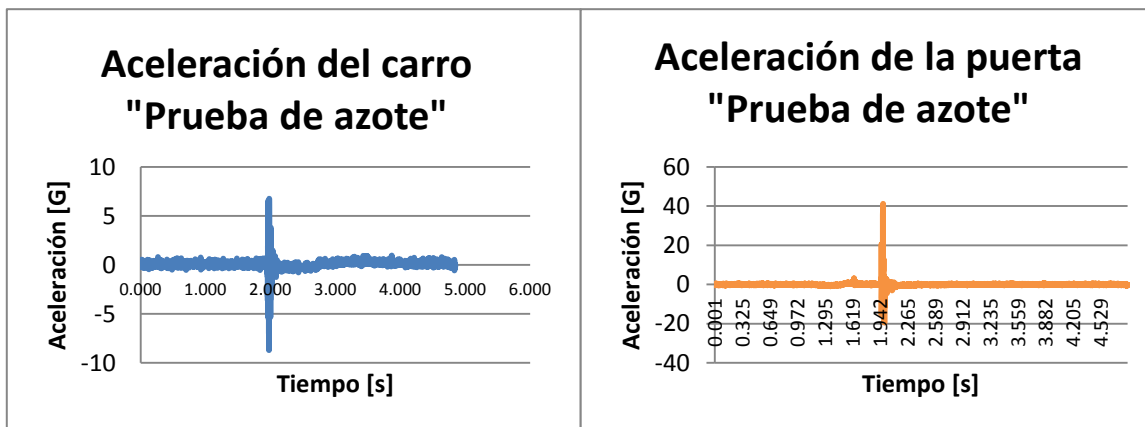 Aceleración del carro
"Prueba de azote"
Aceleración [G]
10
5
0
-5
-10
0.000 1.000 2.000 3.000 4.000 5.000 6.000
Tiempo [s]
Aceleración de la puerta
"Prueba de azote"
Aceleración [G]
60
40
20
0
-20
-40
0.001
0.325
0.649
0.972
1.295
1.619
1.942
2.265
2.589
2.912
3.235
3.559
3.882
4.205
4.529
Tiempo [s]